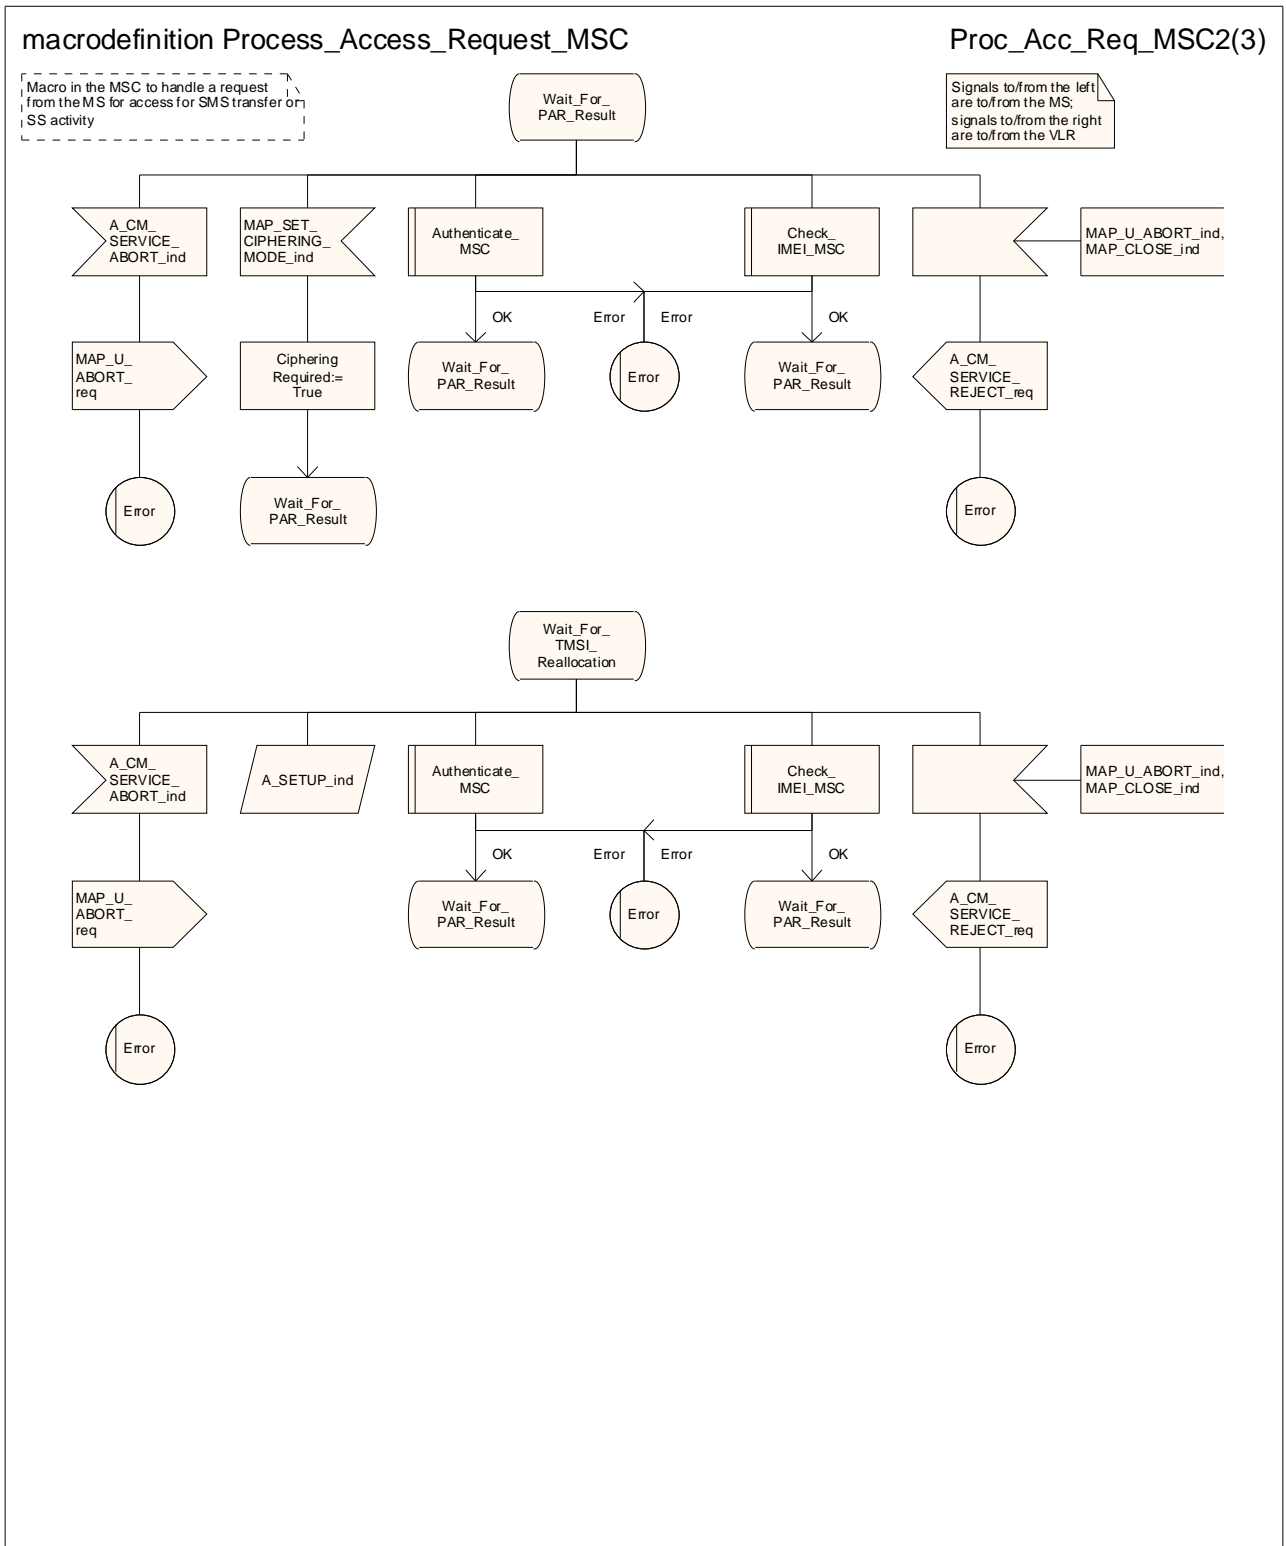 macrodefinition Process_Access_Request_MSC
Proc_Acc_Req_MSC2(3)
Macro in the MSC to handle a request
from the MS for access for SMS transfer or
SS activity
Wait_For_
PAR_Result
Signals to/from the left
are to/from the MS;
signals to/from the right
are to/from the VLR
A_CM_
SERVICE_
ABORT_ind
MAP_SET_
CIPHERING_
MODE_ind
Authenticate_
MSC
Check_
IMEI_MSC
MAP_U_ABORT_ind,
MAP_CLOSE_ind
OK
Error
Error
OK
MAP_U_
ABORT_
req
Ciphering
Required:=
True
Wait_For_
PAR_Result
Error
Wait_For_
PAR_Result
A_CM_
SERVICE_
REJECT_req
Error
Wait_For_
PAR_Result
Error
Wait_For_
TMSI_
Reallocation
A_CM_
SERVICE_
ABORT_ind
A_SETUP_ind
Authenticate_
MSC
Check_
IMEI_MSC
MAP_U_ABORT_ind,
MAP_CLOSE_ind
OK
Error
Error
OK
MAP_U_
ABORT_
req
Wait_For_
PAR_Result
Error
Wait_For_
PAR_Result
A_CM_
SERVICE_
REJECT_req
Error
Error